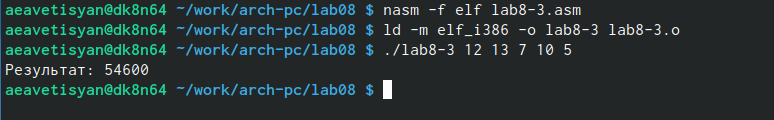 aeavetisyan@dk8n64 ~/work/arch-pc/lab08 $ nasm -f elf lab8-3.asm
aeavetisyan@dk8n64 ~/work/arch-pc/lab08 $ ld -m elf_i386 -o lab8-3 lab8-3.o
aeavetisyan@dk8n64 ~/work/arch-pc/lab08 $ ./lab8-3 12 13 7 10 5
Результат: 54600
aeavetisyan@dk8n64 ~/work/arch-pc/lab08 $